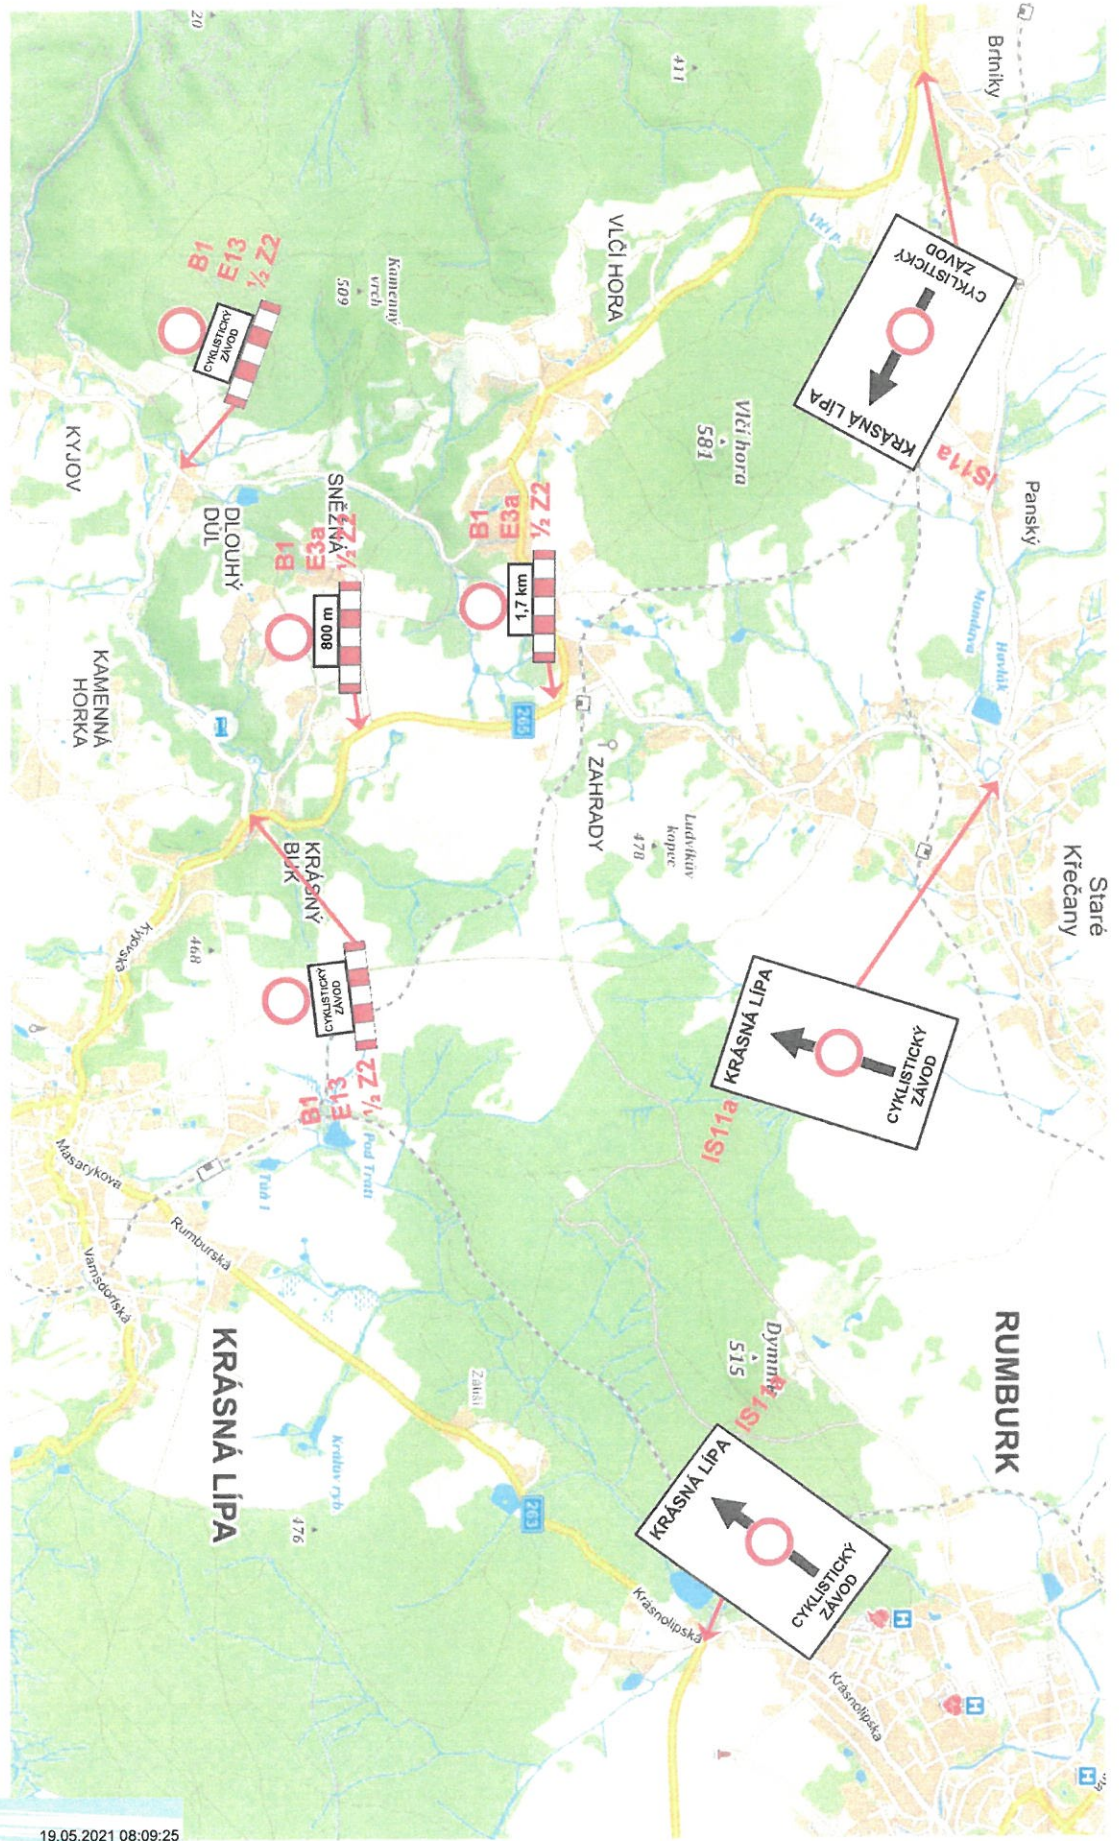 20
411
Brtníky
Vlčí p.
VLČÍ HORA
CYKLISTICKÝ
ZÁVOD
KRÁSNÁ LÍPA
IS11a
Kamenný
vrch
509
B1
E13
½ Z2
CYKLISTICKÝ
ZÁVOD
Vlčí hora
581
Panský
KYJOV
DLOUHÝ
DŮL
SNĚŽNÁ
B1
E3a
½ Z2
800 m
B1
E3a
½ Z2
1,7 km
Mandava
Havlák
265
KAMENNÁ
HORKA
ZAHRADY
Ludvíkův
kopec
478
Staré
Křečany
KRÁSNÝ
BUK
Kyjovská
468
CYKLISTICKÝ
ZÁVOD
B1
E13
½ Z2
KRÁSNÁ LÍPA
CYKLISTICKÝ
ZÁVOD
IS11a
Pod Tratí
Masarykova
Rumburská
Varnsdorfská
KRÁSNÁ LÍPA
Dymník
515
RUMBURK
IS11a
KRÁSNÁ LÍPA
CYKLISTICKÝ
ZÁVOD
476
263
Krásnolipská
Krásnolipská
H
H
H
19.05.2021 08:09:25